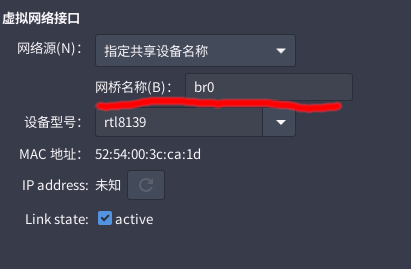 虚拟网络接口
网络源(N)： 指定共享设备名称
网桥名称(B)： br0
设备型号： rtl8139
MAC 地址： 52:54:00:3c:ca:1d
IP address: 未知
Link state: active